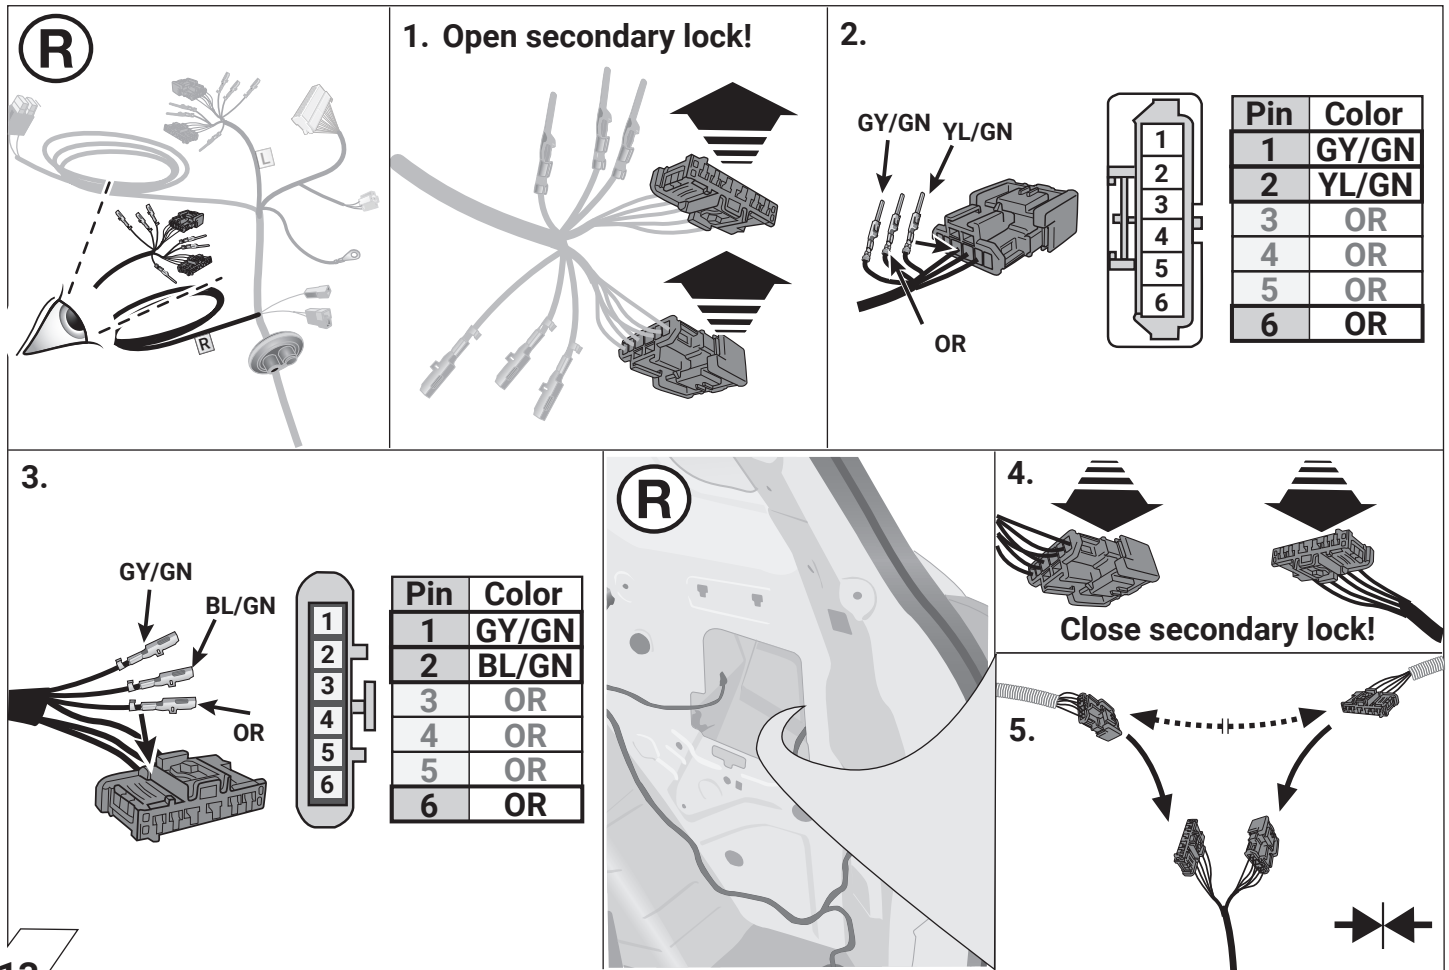 R
L
R
1. Open secondary lock!
2.
GY/GN YL/GN
OR
1
2
3
4
5
6
Pin Color
1 GY/GN
2 YL/GN
3 OR
4 OR
5 OR
6 OR
3.
GY/GN
BL/GN
OR
1
2
3
4
5
6
Pin Color
1 GY/GN
2 BL/GN
3 OR
4 OR
5 OR
6 OR
R
4.
Close secondary lock!
5.